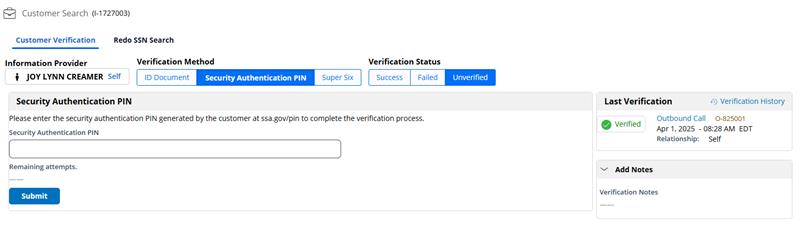 Customer Search (I-1727003)
Customer Verification Redo SSN Search
Information Provider Verification Method Verification Status
JOY LYNN CREAMER Self ID Document Security Authentication PIN Super Six Success Failed Unverified
Security Authentication PIN
Please enter the security authentication PIN generated by the customer at ssa.gov/pin to complete the verification process.
Security Authentication PIN
Remaining attempts.
-----
Submit
Last Verification Verification History
Verified
Outbound Call O-825001
Apr 1, 2025 - 08:28 AM EDT
Relationship: Self
Add Notes
Verification Notes
-----